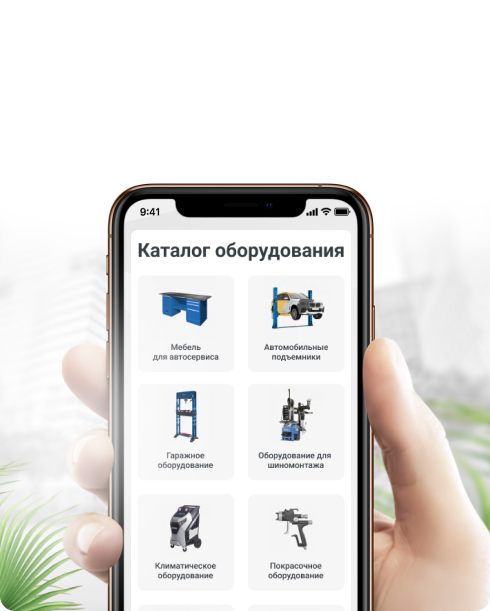 9:41
Каталог оборудования
Мебель
для автосервиса
Автомобильные
подъемники
Гаражное
оборудование
Оборудование для
шиномонтажа
Климатическое
оборудование
Покрасочное
оборудование